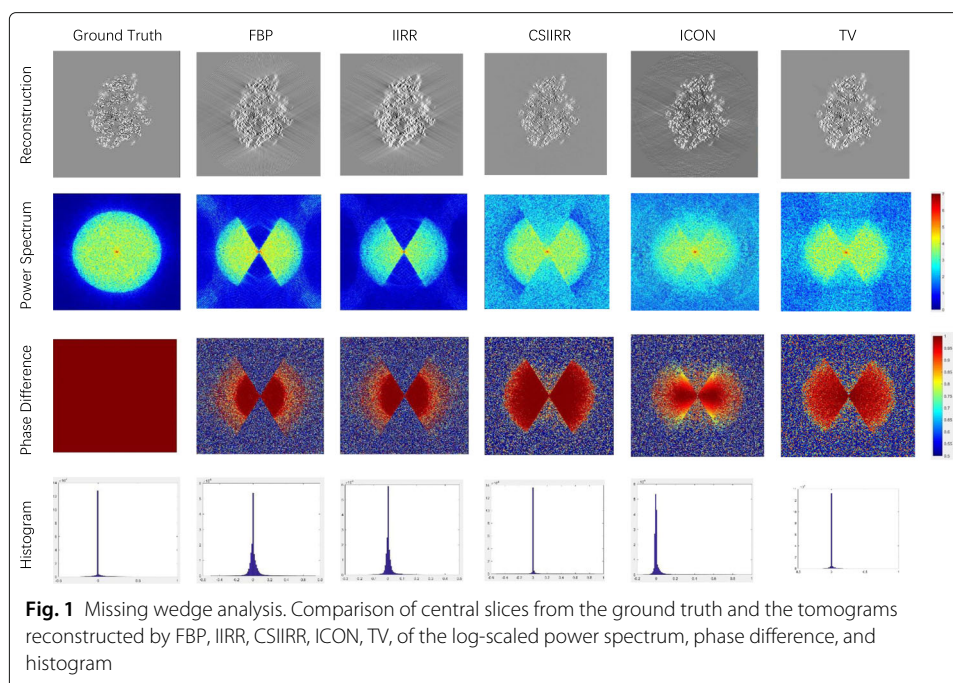 Ground Truth FBP IIRR CSIIRR ICON TV
Reconstruction
Power Spectrum
Phase Difference
Histogram
Fig. 1 Missing wedge analysis. Comparison of central slices from the ground truth and the tomograms
reconstructed by FBP, IIRR, CSIIRR, ICON, TV, of the log-scaled power spectrum, phase difference, and
histogram